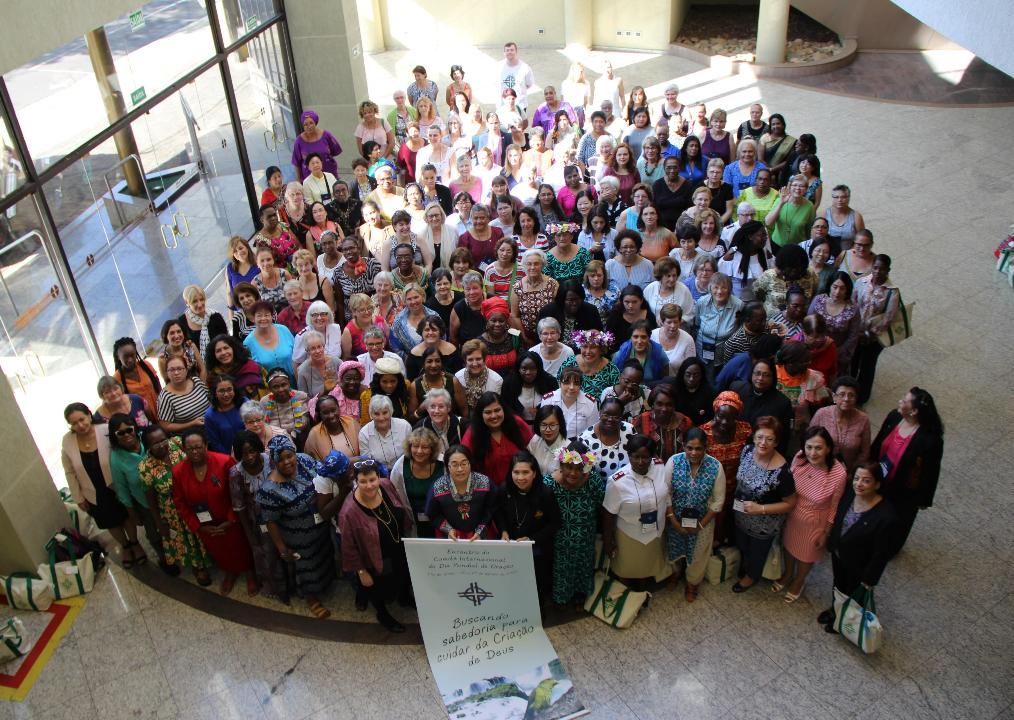 Encontro do
Comitê Internacional
do Dia Mundial de Oração
Buscando
sabedoria para
cuidar da Criação
de Deus